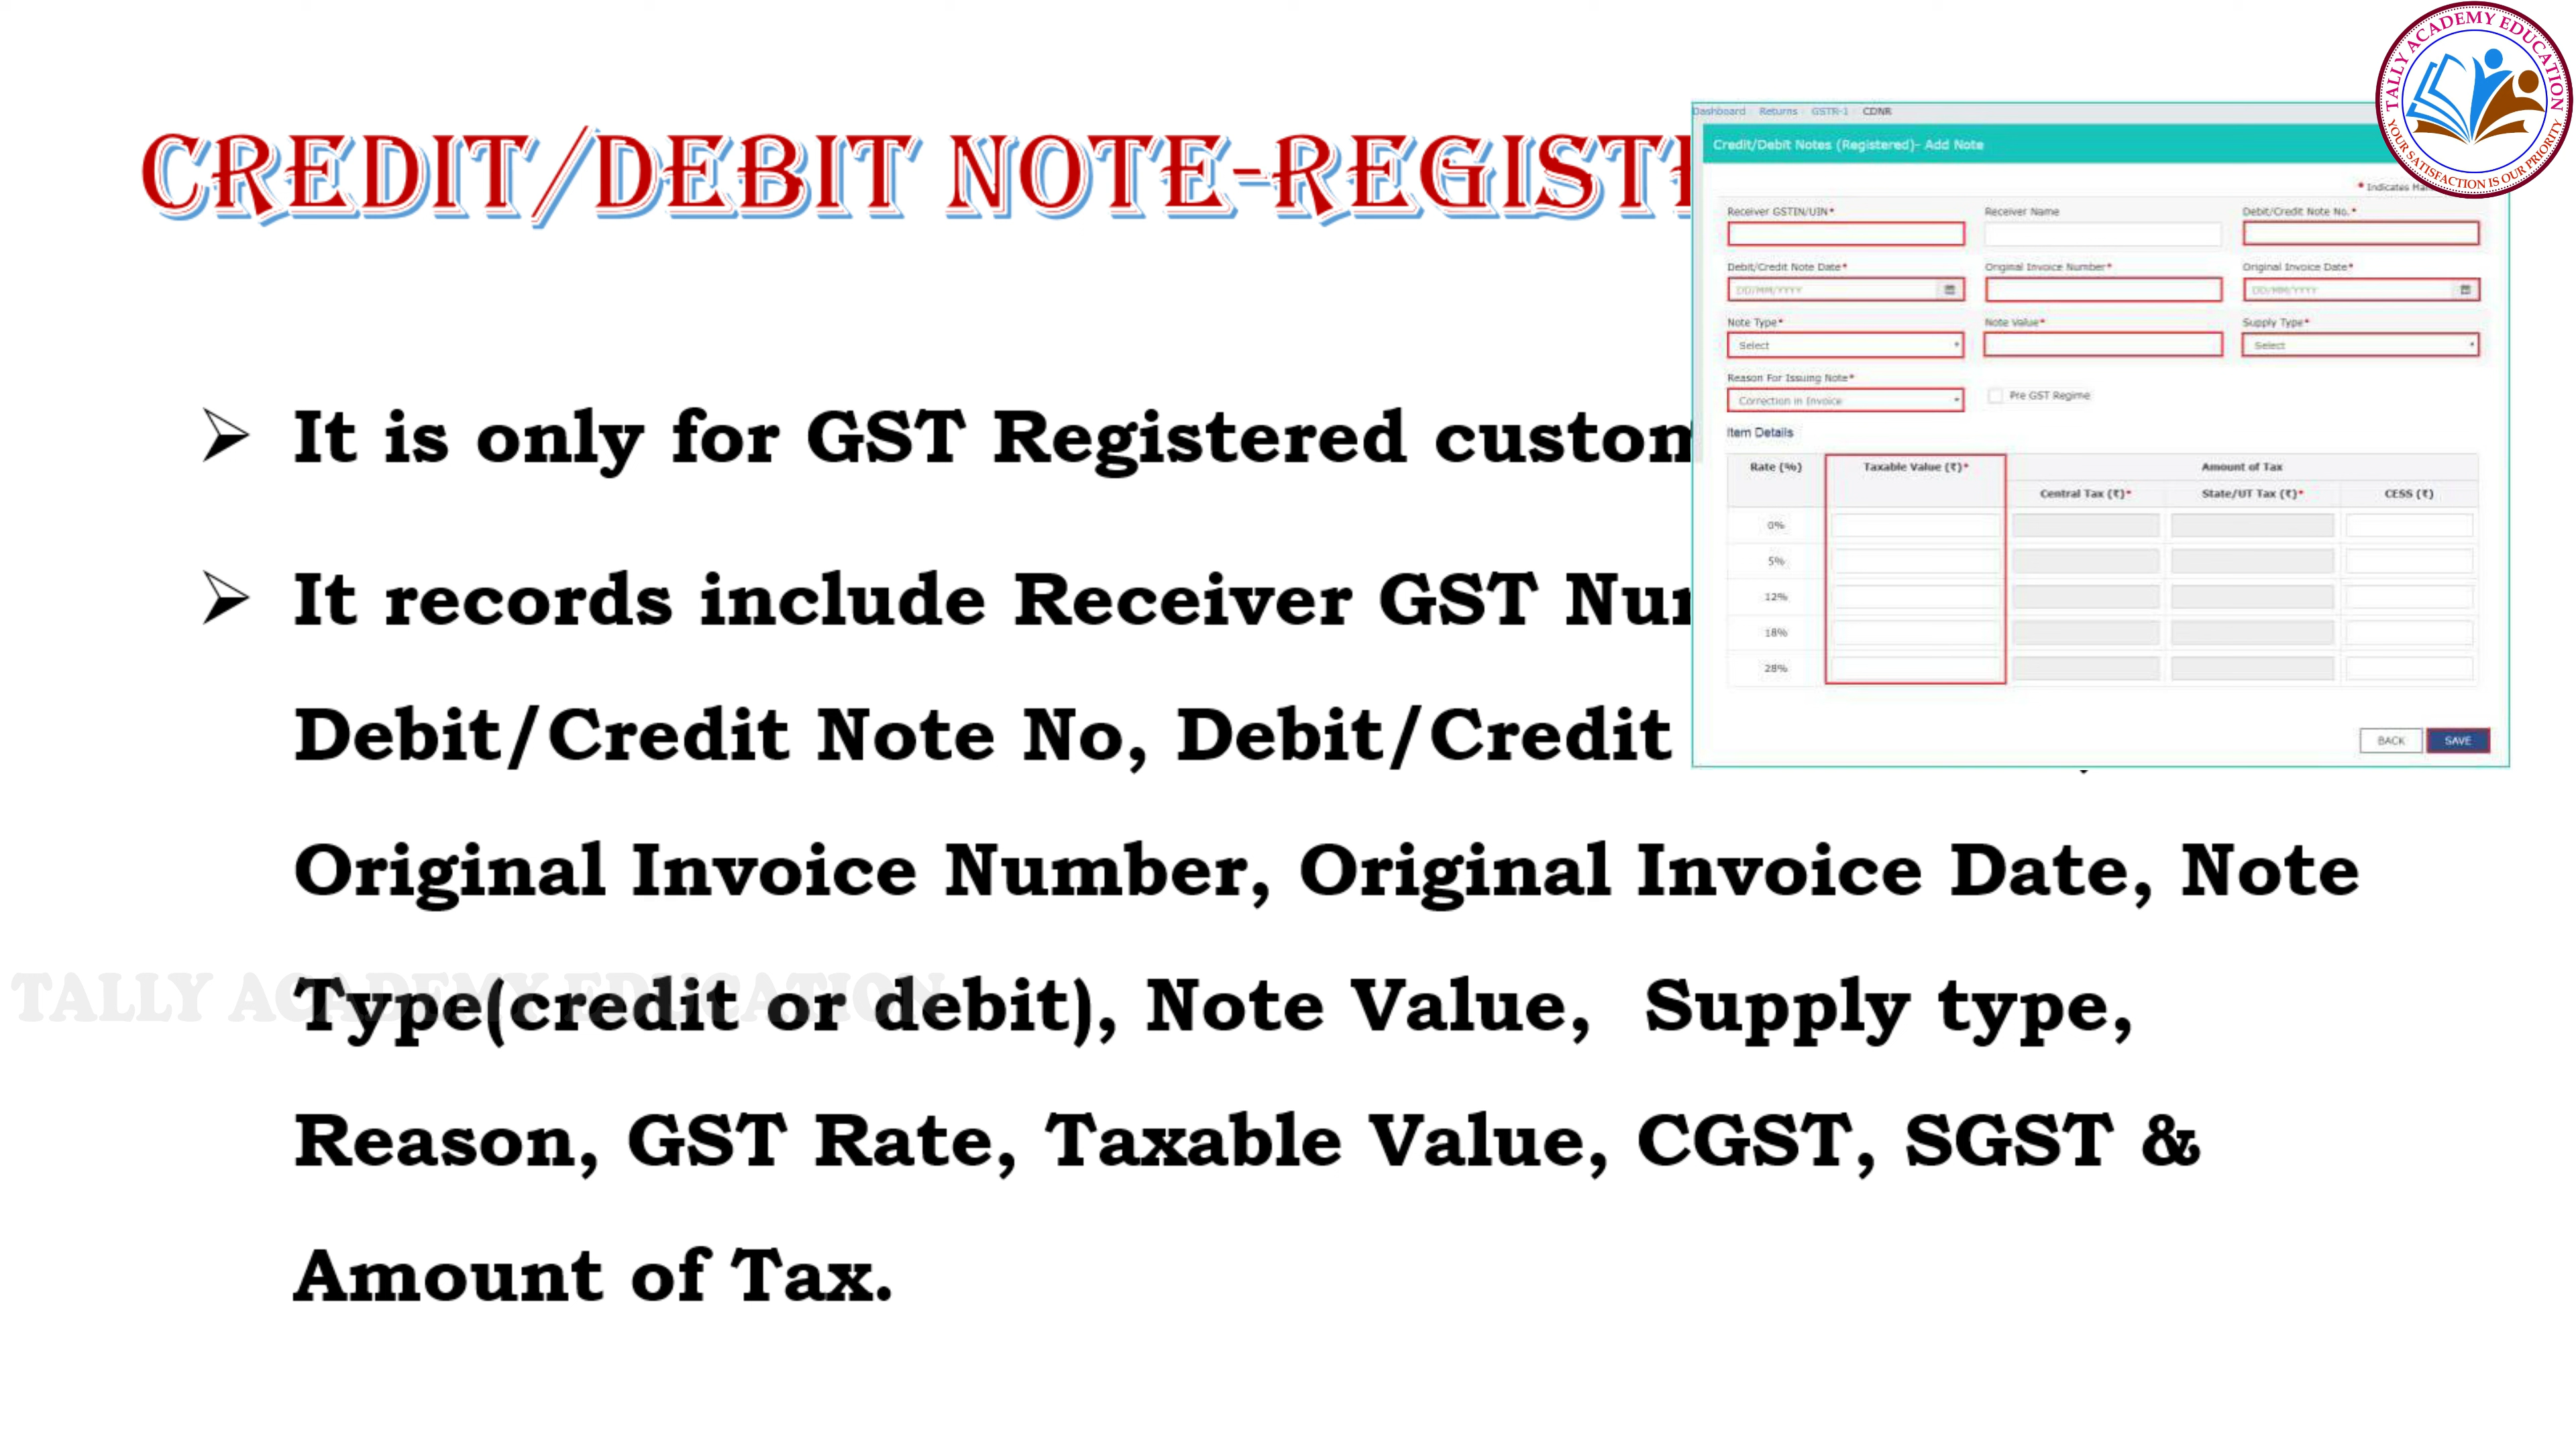 TALLY ACADEMY EDUCATION
YOUR SATISFACTION IS OUR PRIORITY
CREDIT/DEBIT NOTE-REGIST
➢ It is only for GST Registered
➢ It records include Receiver GST
Debit/Credit Note No, Debit/Credit
Original Invoice Number, Original Invoice Date, Note
Type(credit or debit), Note Value, Supply type,
Reason, GST Rate, Taxable Value, CGST, SGST &
Amount of Tax.
TALLY ACADEMY EDUCATION
Dashboard Returns GSTR-1 CDNR
Credit/Debit Notes (Registered)- Add Note
* Indicates
Receiver GSTIN/UIN* Receiver Name Debit/Credit Note No.*
Debit/Credit Note Date* Original Invoice Number* Original Invoice Date*
DD/MM/YYYY DD/MM/YYYY
Note Type* Note Value* Supply Type*
Select Select
Reason For Issuing Note*
Correction in Invoice Pre GST Regime
Item Details
Rate (%) Taxable Value (₹)* Amount of Tax
Central Tax (₹)* State/UT Tax (₹)* CESS (₹)
0%
5%
12%
18%
28%
BACK SAVE